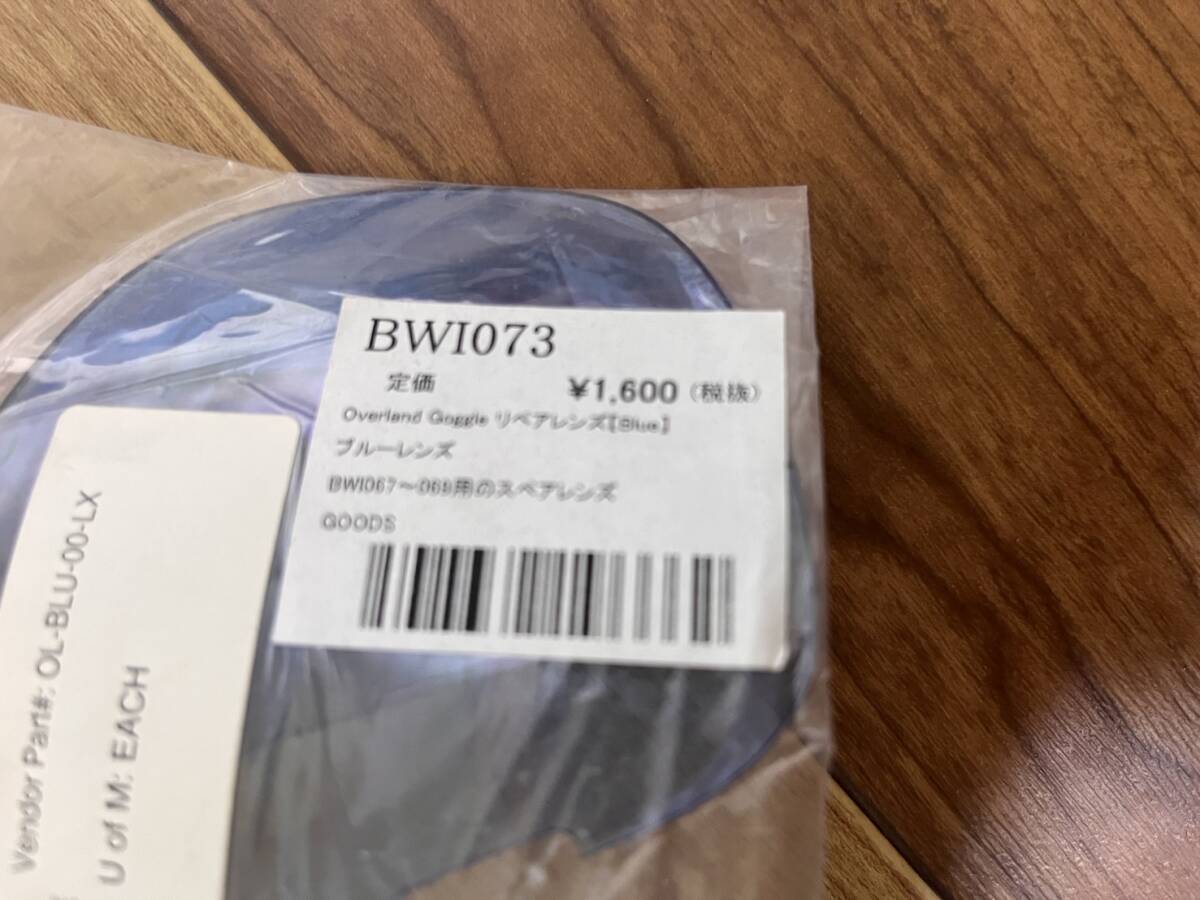 BWI073
定価 ¥1,600（税抜）
Overland Goggle リペアレンズ【Blue】
ブルーレンズ
BWI067～069用のスペアレンズ
GOODS
Vendor Part#: OL-BLU-00-LX
U of M: EACH